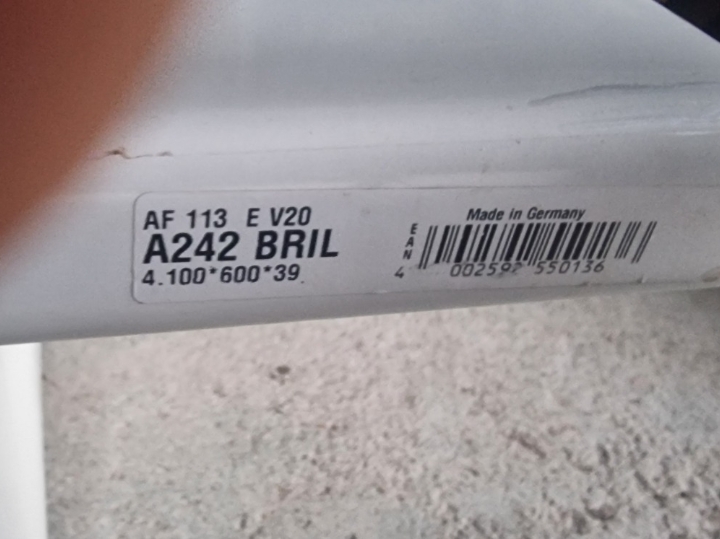 AF 113 E V20
A242 BRIL
4.100*600*39
Made in Germany
EAN
4 002592 550136